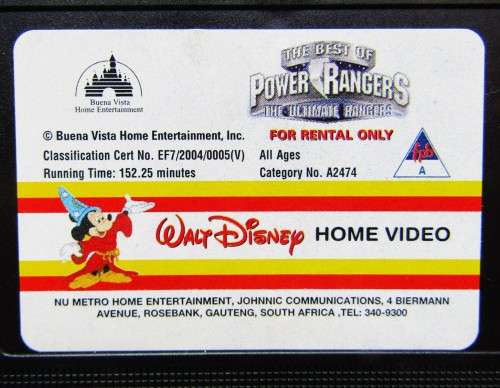 Buena Vista
Home Entertainment
THE BEST OF
POWER RANGERS
THE ULTIMATE RANGERS
© Buena Vista Home Entertainment, Inc.
FOR RENTAL ONLY
Classification Cert No. EF7/2004/0005(V)
All Ages
Running Time: 152.25 minutes
Category No. A2474
A
WALT DISNEY HOME VIDEO
NU METRO HOME ENTERTAINMENT, JOHNNIC COMMUNICATIONS, 4 BIERMANN
AVENUE, ROSEBANK, GAUTENG, SOUTH AFRICA ,TEL: 340-9300